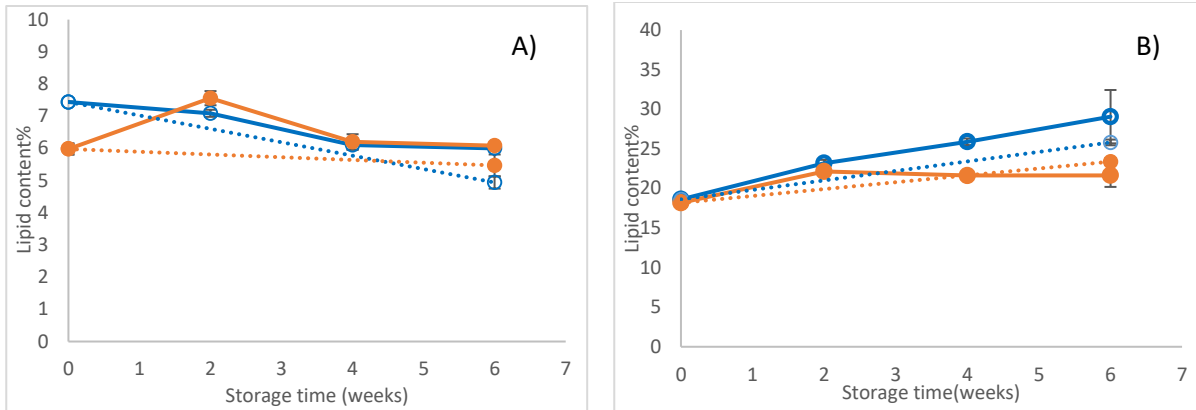 A)
10
9
8
7
6
5
4
3
2
1
0
Lipid content%
0 1 2 3 4 5 6 7
Storage time (weeks)
B)
40
35
30
25
20
15
10
5
0
Lipid content%
0 1 2 3 4 5 6 7
Storage time(weeks)